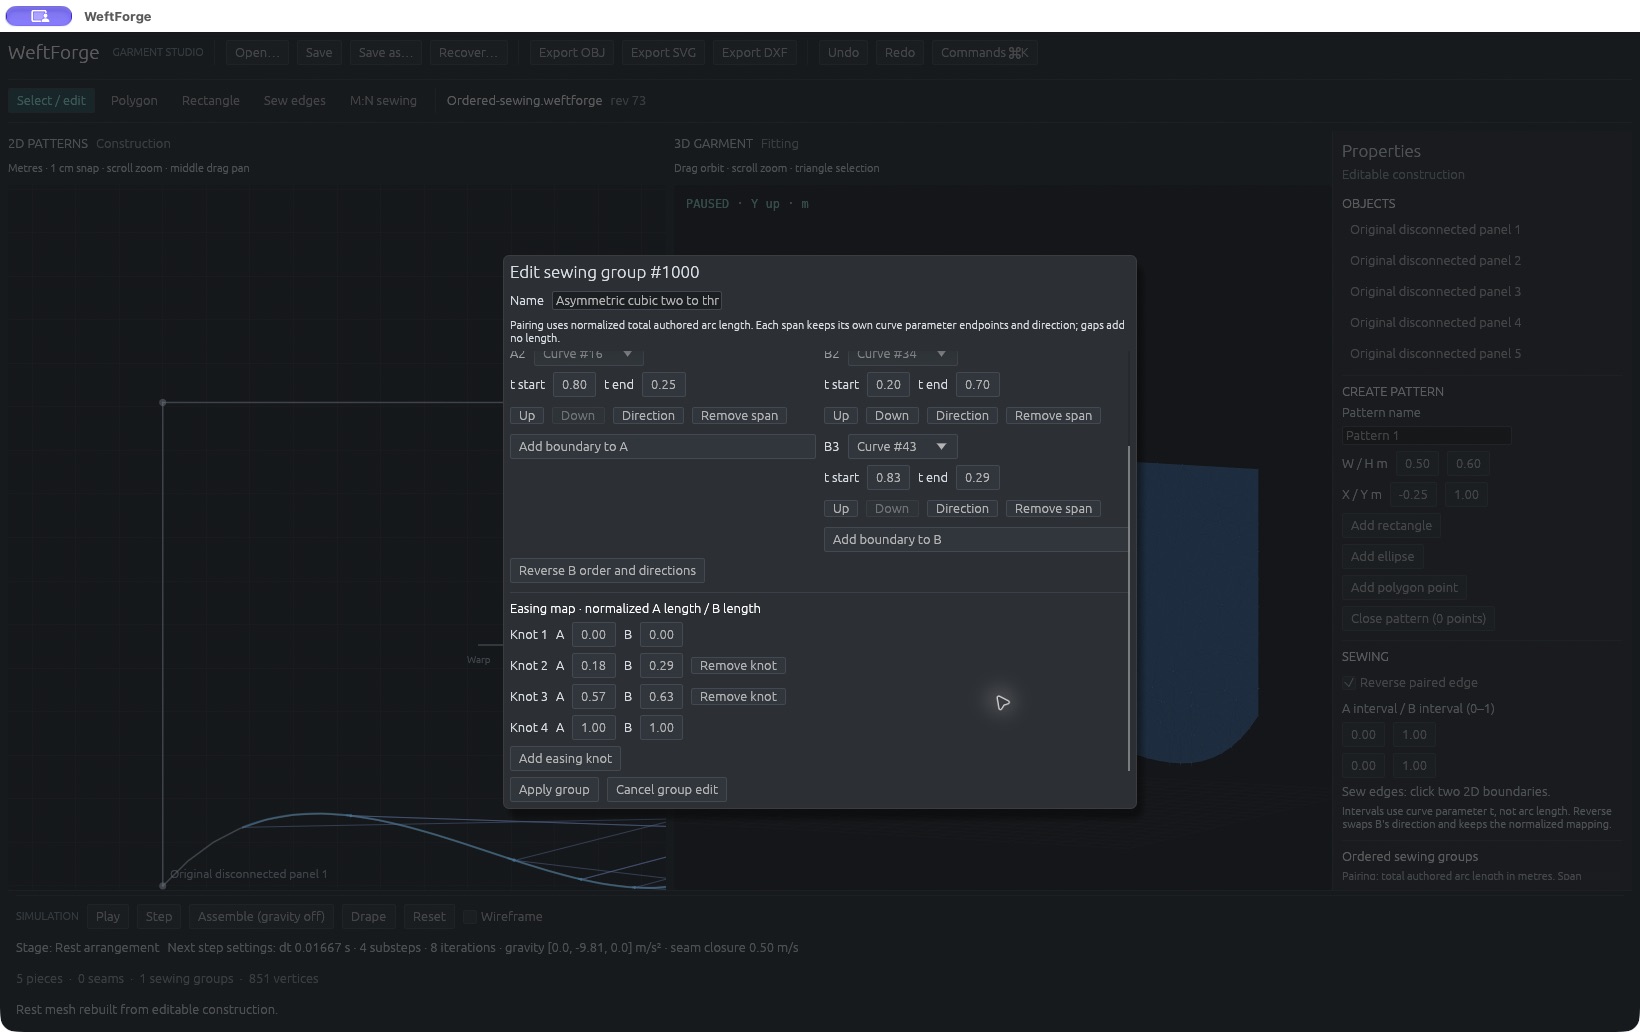 WeftForge
WeftForge GARMENT STUDIO Open... Save Save as... Recover... Export OBJ Export SVG Export DXF Undo Redo Commands ⌘K
Select / edit Polygon Rectangle Sew edges M:N sewing Ordered-sewing.weftforge rev 73
2D PATTERNS Construction
Metres · 1 cm snap · scroll zoom · middle drag pan
Warp
Original disconnected panel 1
3D GARMENT Fitting
Drag orbit · scroll zoom · triangle selection
PAUSED · Y up · m
Edit sewing group #1000
Name Asymmetric cubic two to thr
Pairing uses normalized total authored arc length. Each span keeps its own curve parameter endpoints and direction; gaps add
no length.
A2 Curve #16 B2 Curve #34
t start 0.80 t end 0.25 t start 0.20 t end 0.70
Up Down Direction Remove span Up Down Direction Remove span
Add boundary to A B3 Curve #43
t start 0.83 t end 0.29
Up Down Direction Remove span
Add boundary to B
Reverse B order and directions
Easing map · normalized A length / B length
Knot 1 A 0.00 B 0.00
Knot 2 A 0.18 B 0.29 Remove knot
Knot 3 A 0.57 B 0.63 Remove knot
Knot 4 A 1.00 B 1.00
Add easing knot
Apply group Cancel group edit
Properties
Editable construction
OBJECTS
Original disconnected panel 1
Original disconnected panel 2
Original disconnected panel 3
Original disconnected panel 4
Original disconnected panel 5
CREATE PATTERN
Pattern name
Pattern 1
W / H m 0.50 0.60
X / Y m -0.25 1.00
Add rectangle
Add ellipse
Add polygon point
Close pattern (0 points)
SEWING
Reverse paired edge
A interval / B interval (0–1)
0.00 1.00
0.00 1.00
Sew edges: click two 2D boundaries.
Intervals use curve parameter t, not arc length. Reverse
swaps B's direction and keeps the normalized mapping.
Ordered sewing groups
Pairing: total authored arc length in metres. Span
SIMULATION Play Step Assemble (gravity off) Drape Reset Wireframe
Stage: Rest arrangement Next step settings: dt 0.01667 s · 4 substeps · 8 iterations · gravity [0.0, -9.81, 0.0] m/s² · seam closure 0.50 m/s
5 pieces · 0 seams · 1 sewing groups · 851 vertices
Rest mesh rebuilt from editable construction.